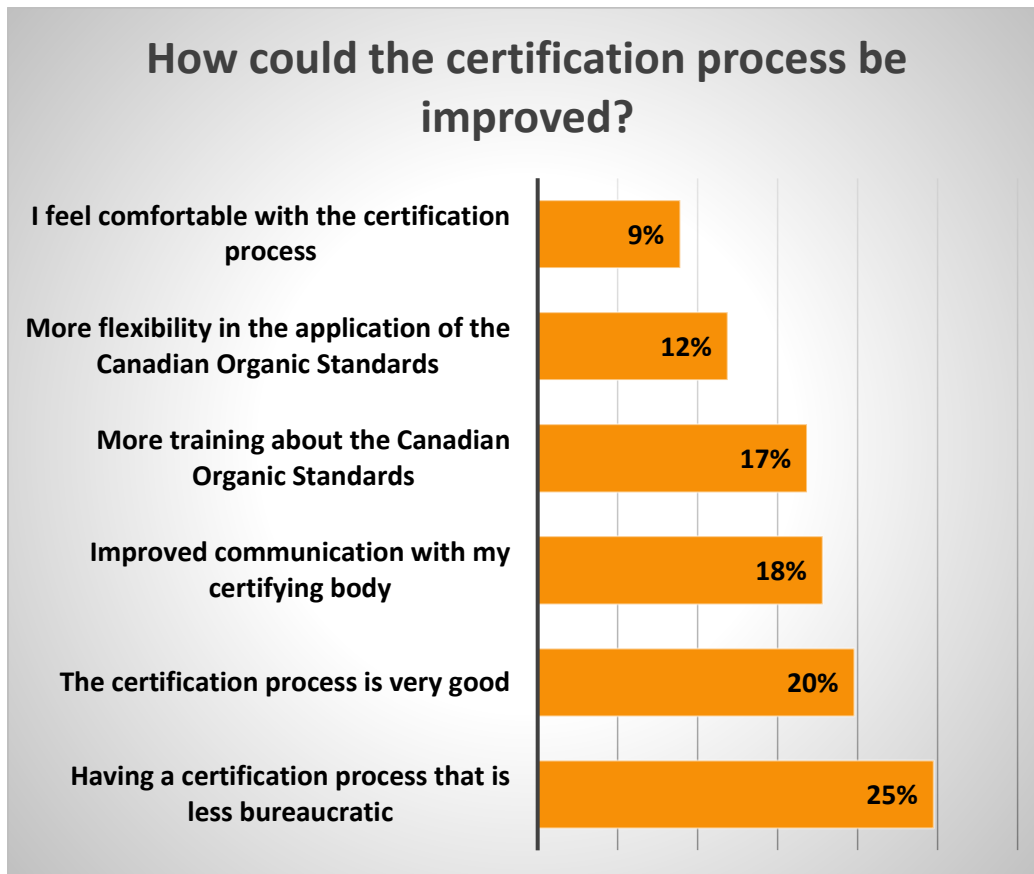 How could the certification process be
improved?
I feel comfortable with the certification
process
9%
More flexibility in the application of the
Canadian Organic Standards
12%
More training about the Canadian
Organic Standards
17%
Improved communication with my
certifying body
18%
The certification process is very good
20%
Having a certification process that is
less bureaucratic
25%